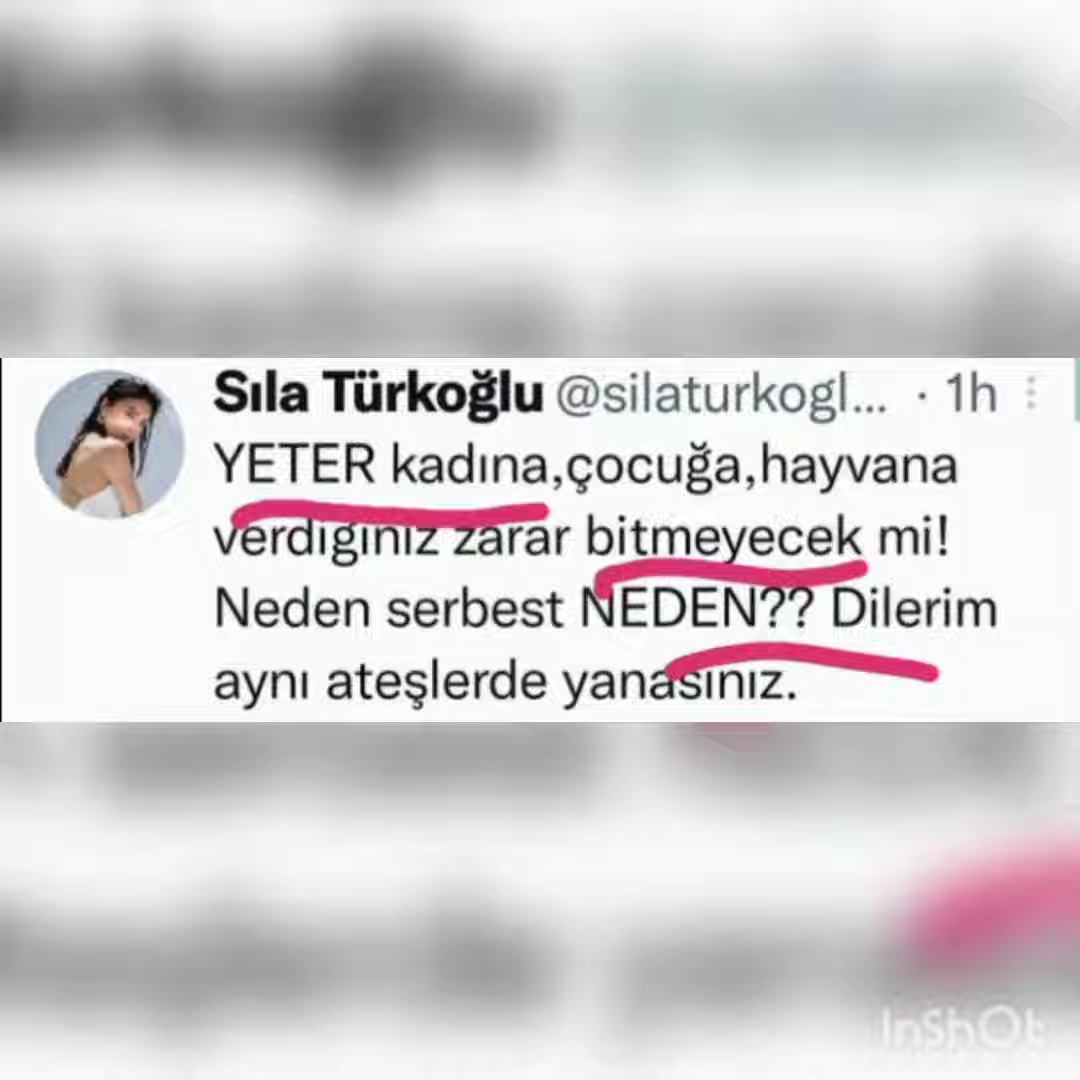 Sıla Türkoğlu @silaturkogl... · 1h
YETER kadına,çocuğa,hayvana
verdiğiniz zarar bitmeyecek mi!
Neden serbest NEDEN?? Dilerim
aynı ateşlerde yanasınız.
InShOt